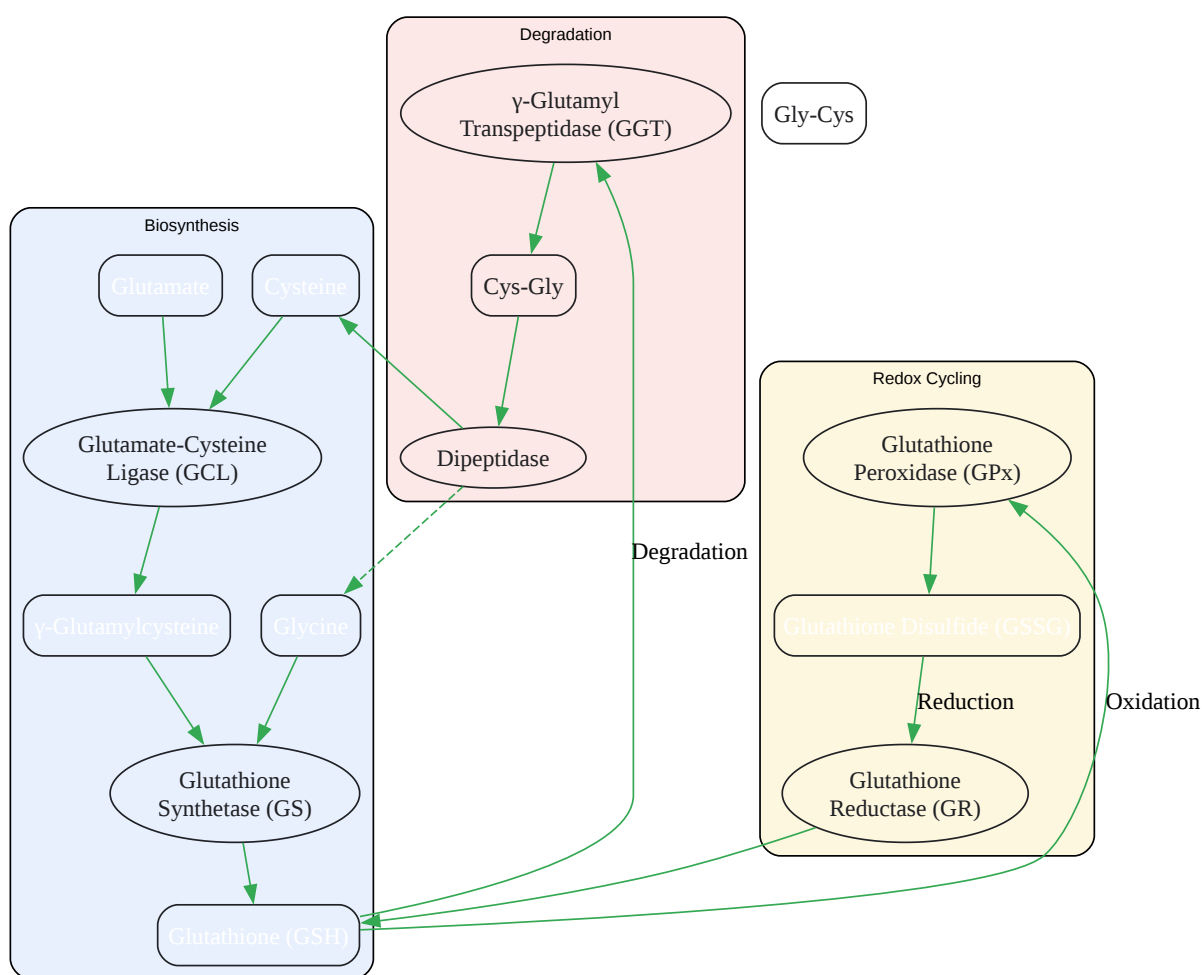 Degradation
γ-Glutamyl
Transpeptidase (GGT)
Gly-Cys
Cys-Gly
Dipeptidase
Biosynthesis
Glutamate
Cysteine
Glutamate-Cysteine
Ligase (GCL)
γ-Glutamylcysteine
Glycine
Glutathione
Synthetase (GS)
Glutathione (GSH)
Degradation
Redox Cycling
Glutathione
Peroxidase (GPx)
Glutathione Disulfide (GSSG)
Reduction
Oxidation
Glutathione
Reductase (GR)